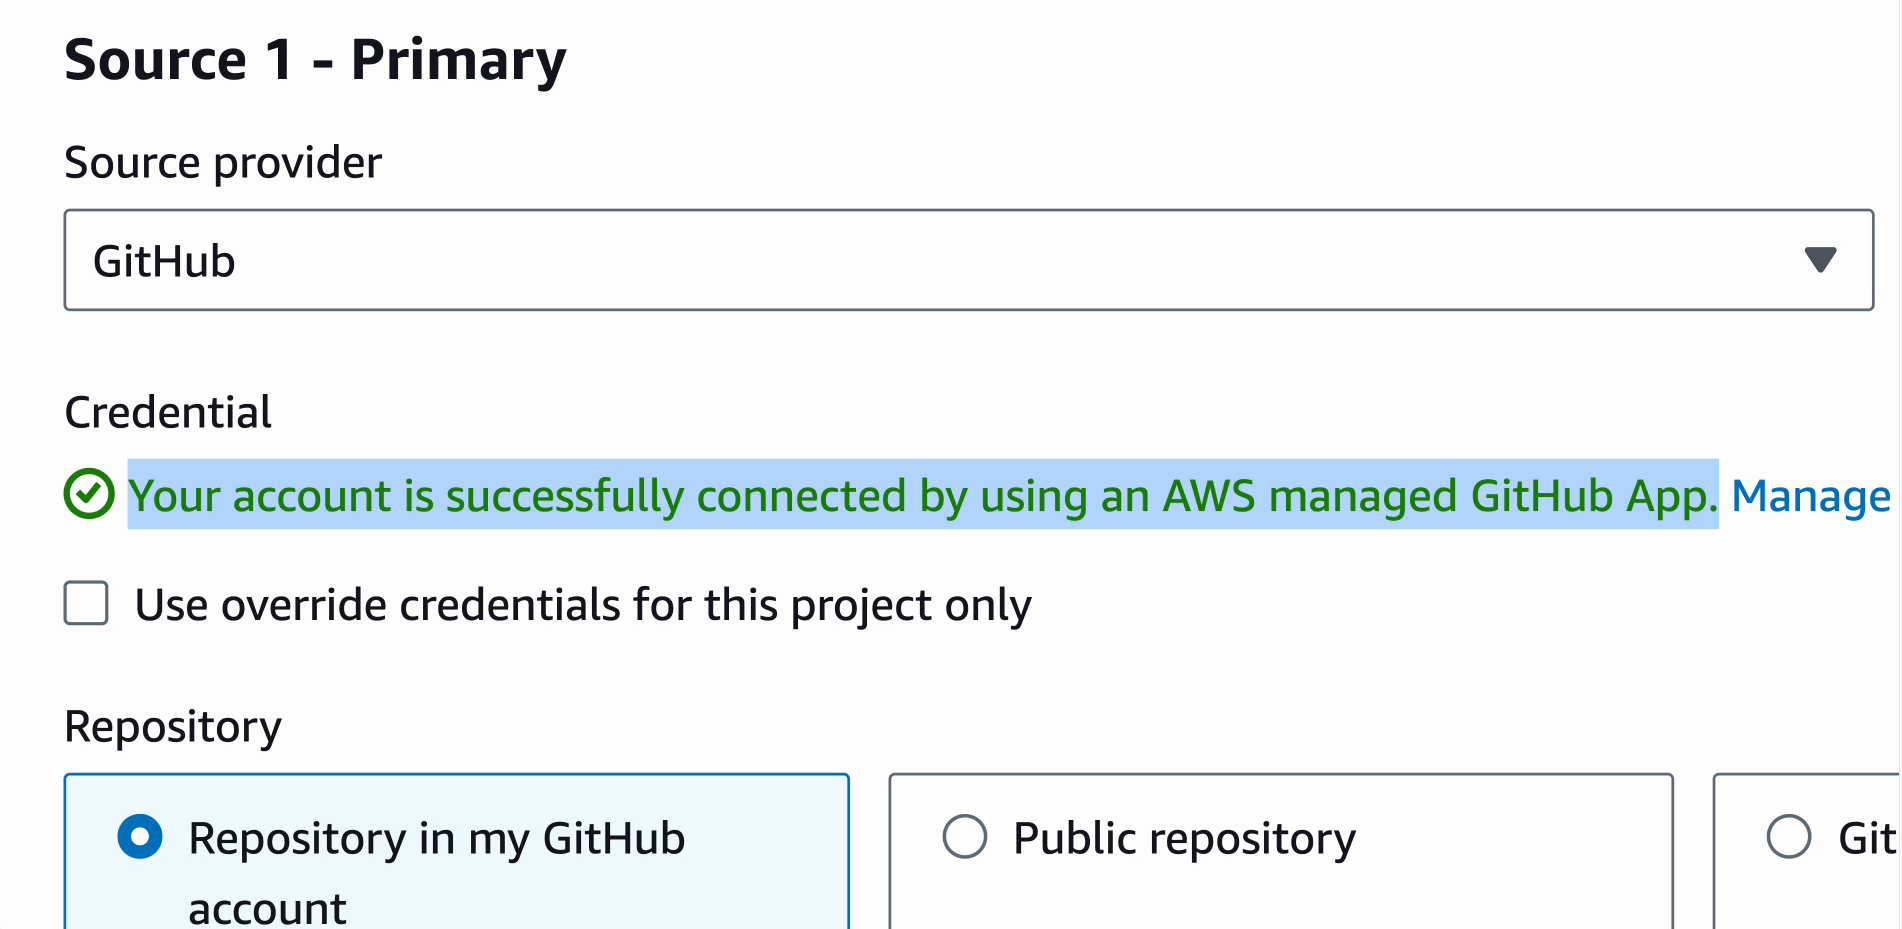 Source 1 - Primary
Source provider
GitHub
Credential
Your account is successfully connected by using an AWS managed GitHub App. Manage
Use override credentials for this project only
Repository
Repository in my GitHub
account
Public repository
Git